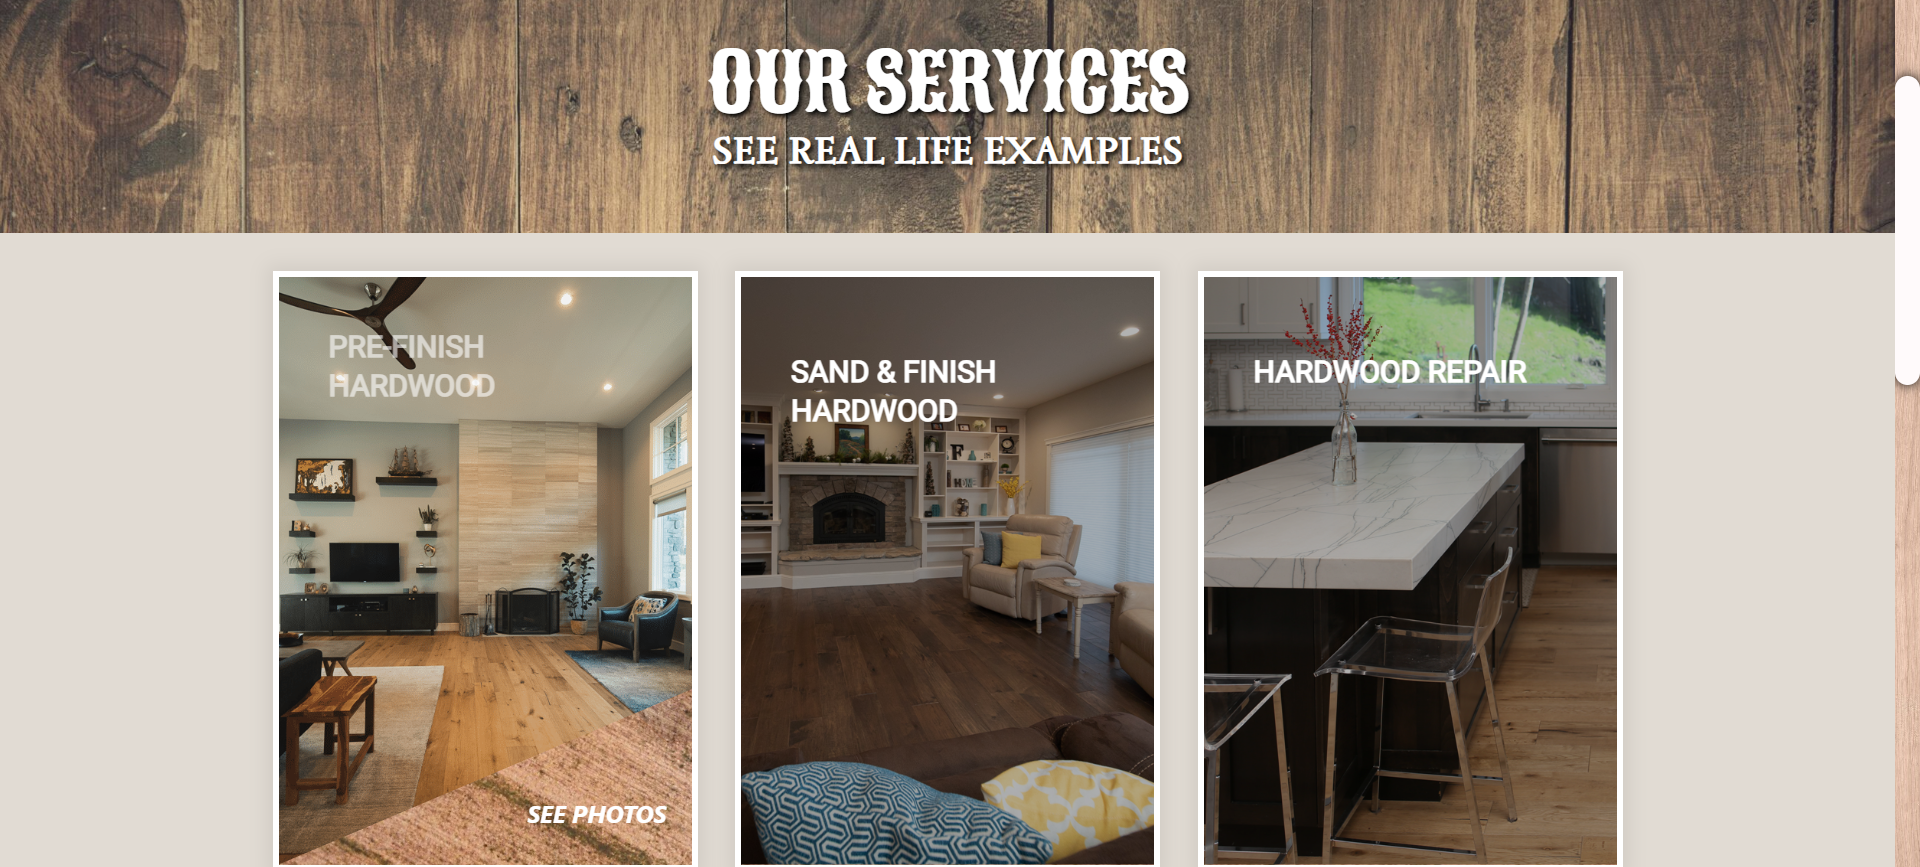 OUR SERVICES
SEE REAL LIFE EXAMPLES
PRE-FINISH
HARDWOOD
SEE PHOTOS
SAND & FINISH
HARDWOOD
HARDWOOD REPAIR